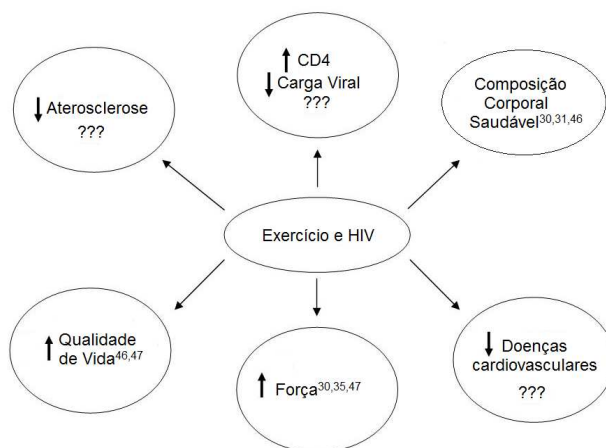 ↑ CD4
↓ Carga Viral
???
↓ Aterosclerose
???
Composição
Corporal
Saudável30,31,46
Exercício e HIV
↑ Qualidade
de Vida46,47
↑ Força30,35,47
↓ Doenças
cardiovasculares
???